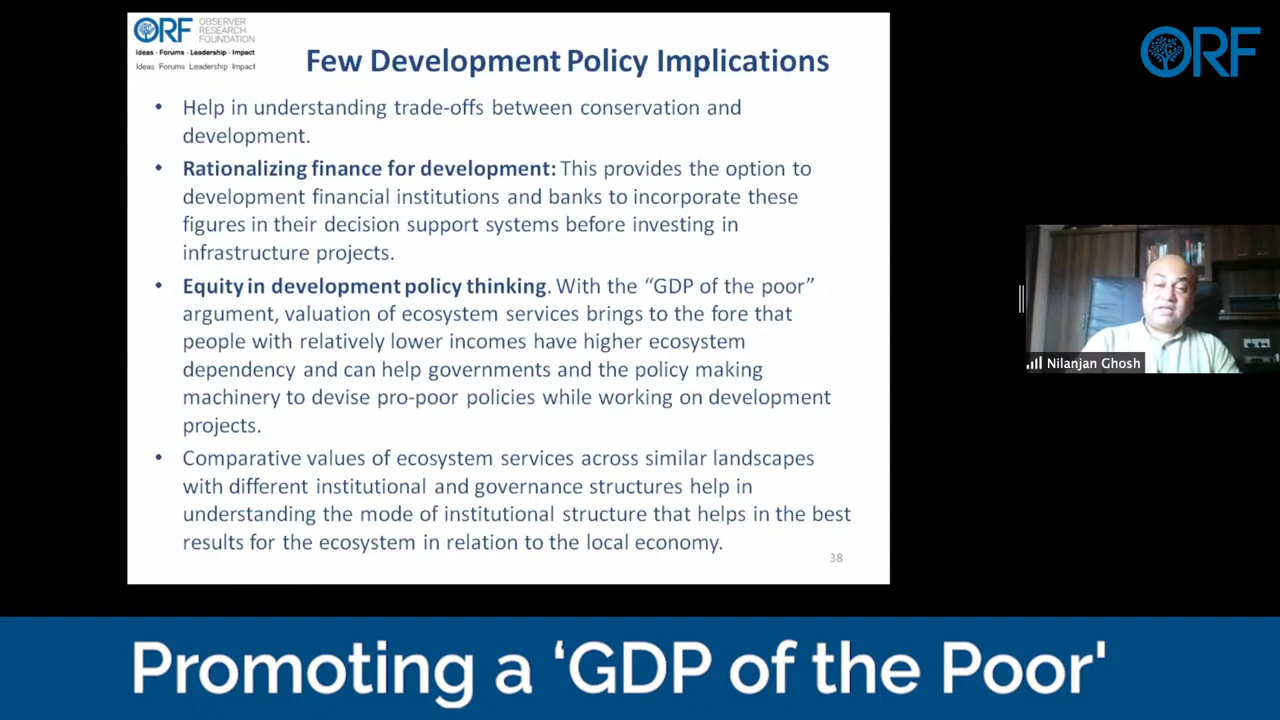 ORF OBSERVER
RESEARCH
FOUNDATION
Ideas · Forums · Leadership · Impact
Ideas Forums Leadership Impact
Few Development Policy Implications
• Help in understanding trade-offs between conservation and
development.
• Rationalizing finance for development: This provides the option to
development financial institutions and banks to incorporate these
figures in their decision support systems before investing in
infrastructure projects.
• Equity in development policy thinking. With the “GDP of the poor”
argument, valuation of ecosystem services brings to the fore that
people with relatively lower incomes have higher ecosystem
dependency and can help governments and the policy making
machinery to devise pro-poor policies while working on development
projects.
• Comparative values of ecosystem services across similar landscapes
with different institutional and governance structures help in
understanding the mode of institutional structure that helps in the best
results for the ecosystem in relation to the local economy.
38
ORF
Nilanjan Ghosh
Promoting a ‘GDP of the Poor'